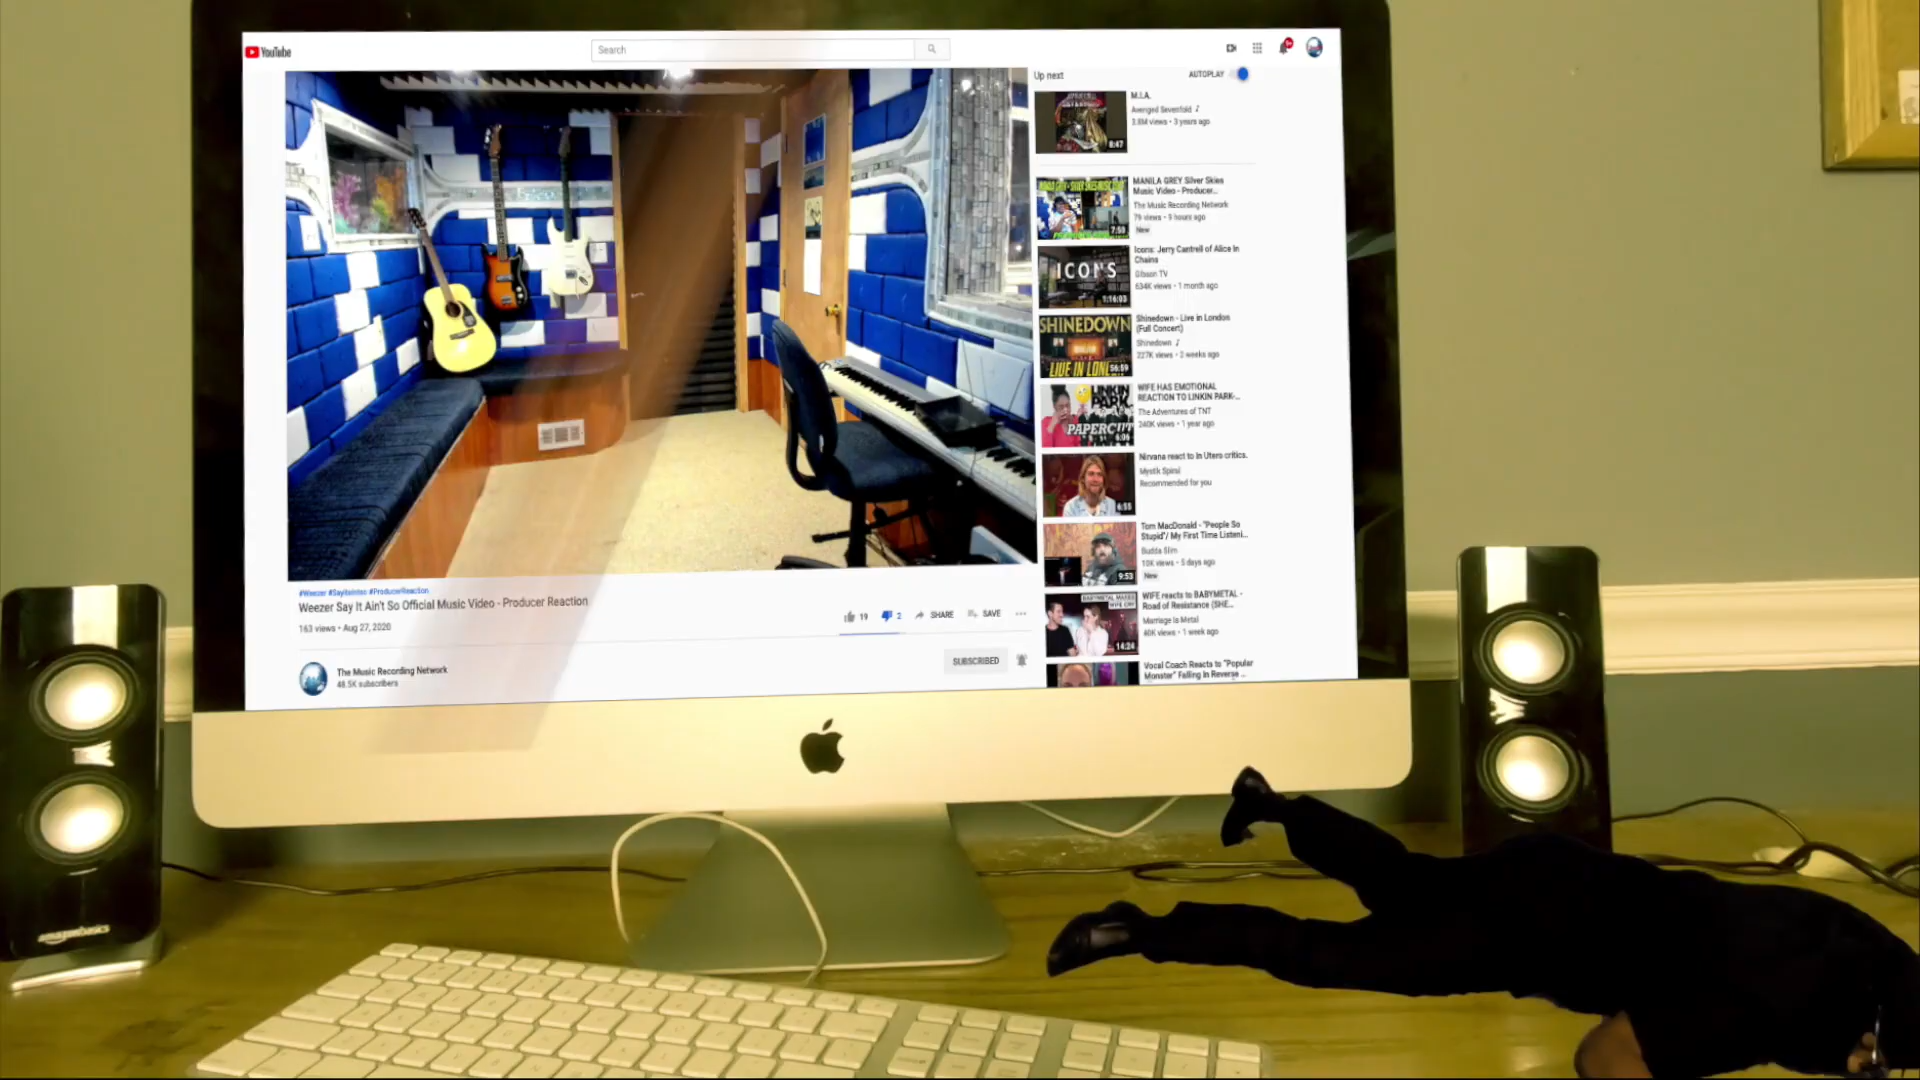 YouTube
Search
Up next
AUTOPLAY
M.I.A.
Avenged Sevenfold
3.8M views • 3 years ago
8:47
MANILA GREY Silver Skies
Music Video - Producer...
The Music Recording Network
79 views • 9 hours ago
New
7:59
Icons: Jerry Cantrell of Alice In
Chains
Gibson TV
634K views • 1 month ago
ICONS
1:16:03
Shinedown - Live in London
(Full Concert)
Shinedown
227K views • 2 weeks ago
SHINEDOWN
LIVE IN
56:59
WIFE HAS EMOTIONAL
REACTION TO LINKIN PARK-...
The Adventures of TNT
240K views • 1 year ago
LINKIN
PARK
PAPERCUT
6:06
Nirvana react to In Utero critics.
Mystik Spiral
Recommended for you
6:55
Tom MacDonald - "People So
Stupid"/ My First Time Listeni...
Budda Slim
10K views • 5 days ago
New
9:53
WIFE reacts to BABYMETAL -
Road of Resistance (SHE...
Marriage Is Metal
40K views • 1 week ago
BABYMETAL MAKES
WIFE CRY
14:24
Vocal Coach Reacts to "Popular
Monster" Falling In Reverse ...
#Weezer #SayItAintSo #ProducerReaction
Weezer Say It Ain't So Official Music Video - Producer Reaction
163 views • Aug 27, 2020
19
2
SHARE
SAVE
The Music Recording Network
48.5K subscribers
SUBSCRIBED
amazonbasics